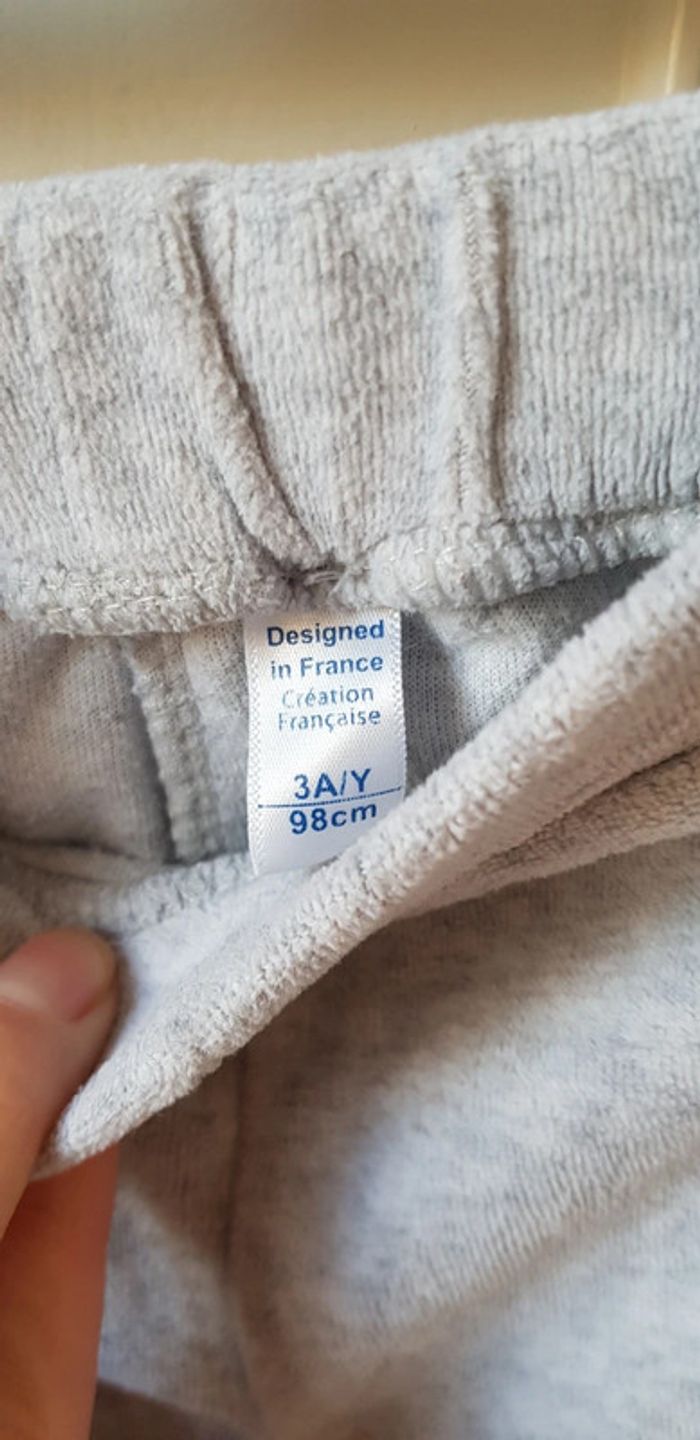 Designed
in France
Création
Française
3A/Y
98cm